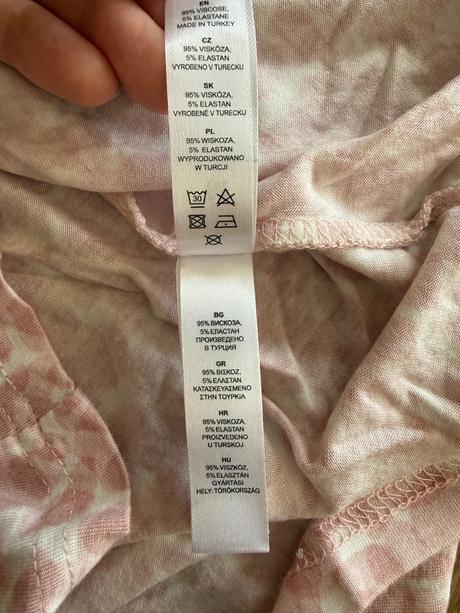 EN
95% VISCOSE,
5% ELASTANE
MADE IN TURKEY
CZ
95% VISKÓZA,
5% ELASTAN
VYROBENO V TURECKU
SK
95% VISKÓZA,
5% ELASTAN
VYROBENÉ V TURECKU
PL
95% WISKOZA,
5% ELASTAN
WYPRODUKOWANO
W TURCJI
30
BG
95% ВИСКОЗА,
5% ЕЛАСТАН
ПРОИЗВЕДЕНО
В ТУРЦИЯ
GR
95% ΒΙΣΚΟΖ,
5% ΕΛΑΣΤΑΝ
ΚΑΤΑΣΚΕΥΑΣΜΕΝΟ
ΣΤΗΝ ΤΟΥΡΚΙΑ
HR
95% VISKOZA,
5% ELASTAN
PROIZVEDENO
U TURSKOJ
HU
95% VISZKÓZ,
5% ELASZTÁN
GYÁRTÁSI
HELY: TÖRÖKORSZÁG